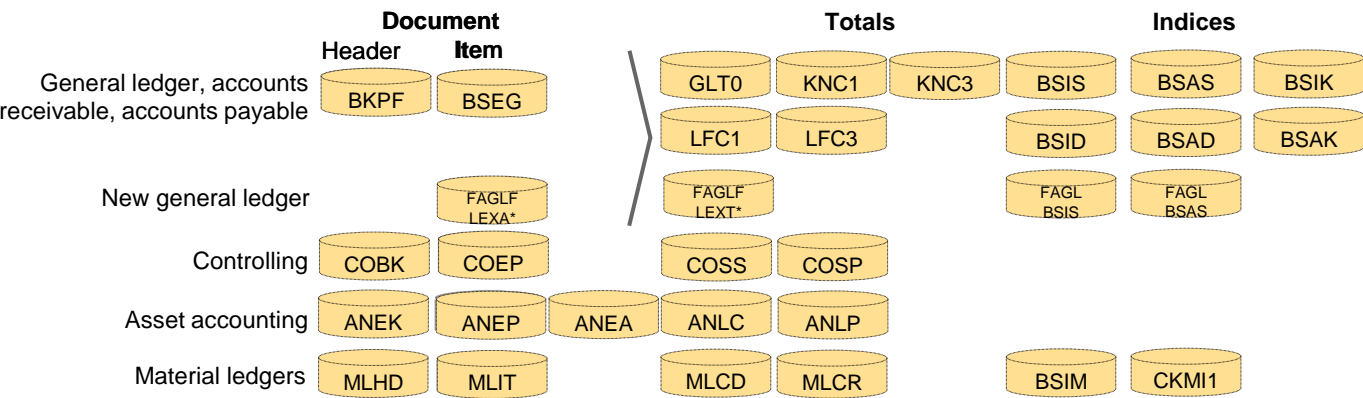 Document Totals Indices
Header Item
General ledger, accounts
receivable, accounts payable
BKPF BSEG GLT0 KNC1 KNC3 BSIS BSAS BSIK
LFC1 LFC3 BSID BSAD BSAK
New general ledger
FAGLF
LEXA*
FAGLF
LEXT*
FAGL
BSIS
FAGL
BSAS
Controlling COBK COEP COSS COSP
Asset accounting ANEK ANEP ANEA ANLC ANLP
Material ledgers MLHD MLIT MLCD MLCR BSIM CKMI1